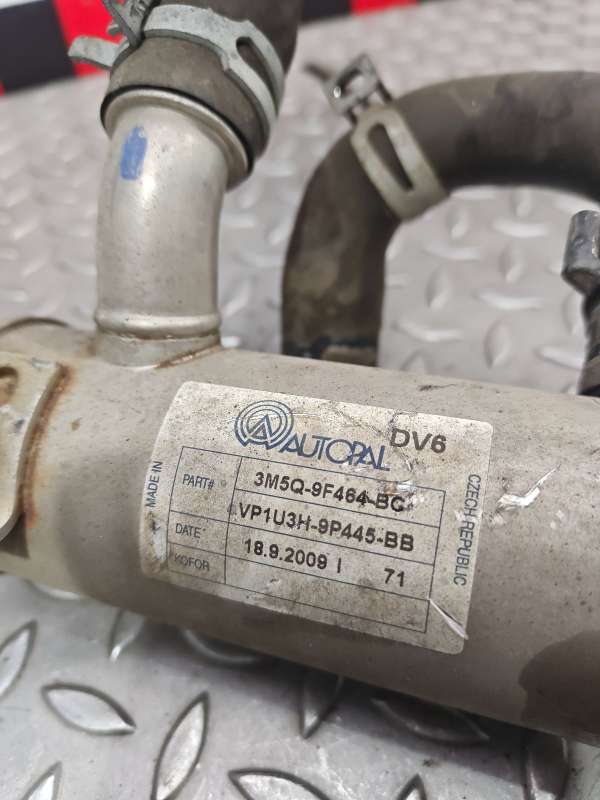 AUTOPAL
DV6
MADE IN
PART# 3M5Q-9F464-BC
VP1U3H-9P445-BB
DATE 18.9.2009 I 71
KOFOR
CZECH REPUBLIC